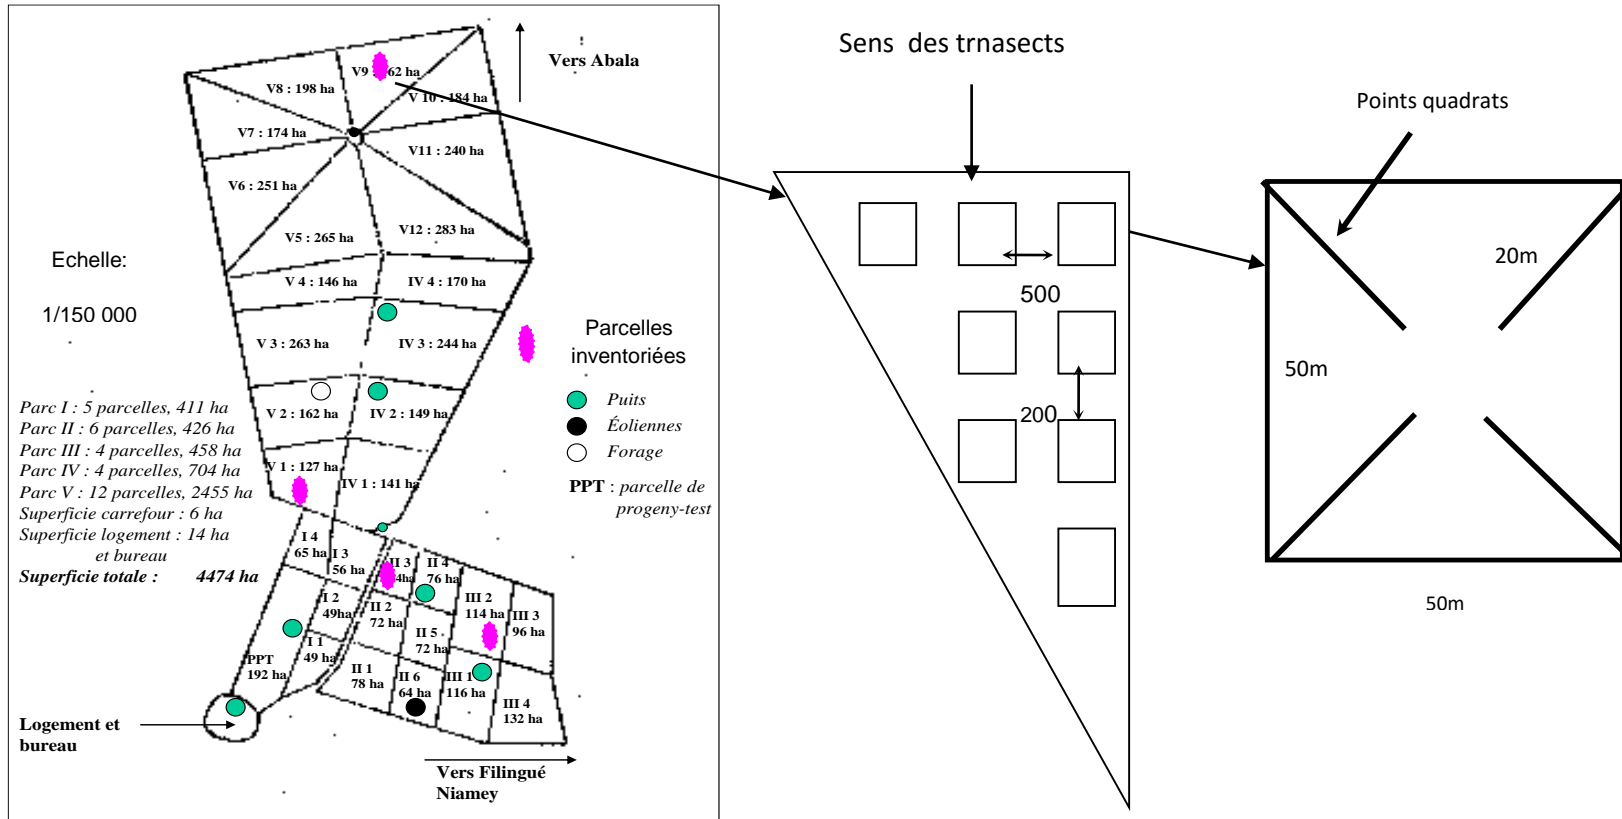 Vers Abala
V9 : 62 ha
V8 : 198 ha
V 10 : 184 ha
V7 : 174 ha
V11 : 240 ha
V6 : 251 ha
V5 : 265 ha
V12 : 283 ha
V 4 : 146 ha
IV 4 : 170 ha
V 3 : 263 ha
IV 3 : 244 ha
V 2 : 162 ha
IV 2 : 149 ha
V 1 : 127 ha
IV 1 : 141 ha
Echelle:
1/150 000
Parc I : 5 parcelles, 411 ha
Parc II : 6 parcelles, 426 ha
Parc III : 4 parcelles, 458 ha
Parc IV : 4 parcelles, 704 ha
Parc V : 12 parcelles, 2455 ha
Superficie carrefour : 6 ha
Superficie logement : 14 ha
et bureau
Superficie totale : 4474 ha
Parcelles
inventoriées
Puits
Éoliennes
Forage
PPT : parcelle de
progeny-test
I 4
65 ha
I 3
56 ha
I 2
49ha
I 1
49 ha
PPT
192 ha
II 3
4ha
II 4
76 ha
II 2
72 ha
II 5
72 ha
II 1
78 ha
II 6
64 ha
III 2
114 ha
III 3
96 ha
III 1
116 ha
III 4
132 ha
Logement et
bureau
Vers Filingué
Niamey
Sens des trnasects
500
200
Points quadrats
20m
50m
50m